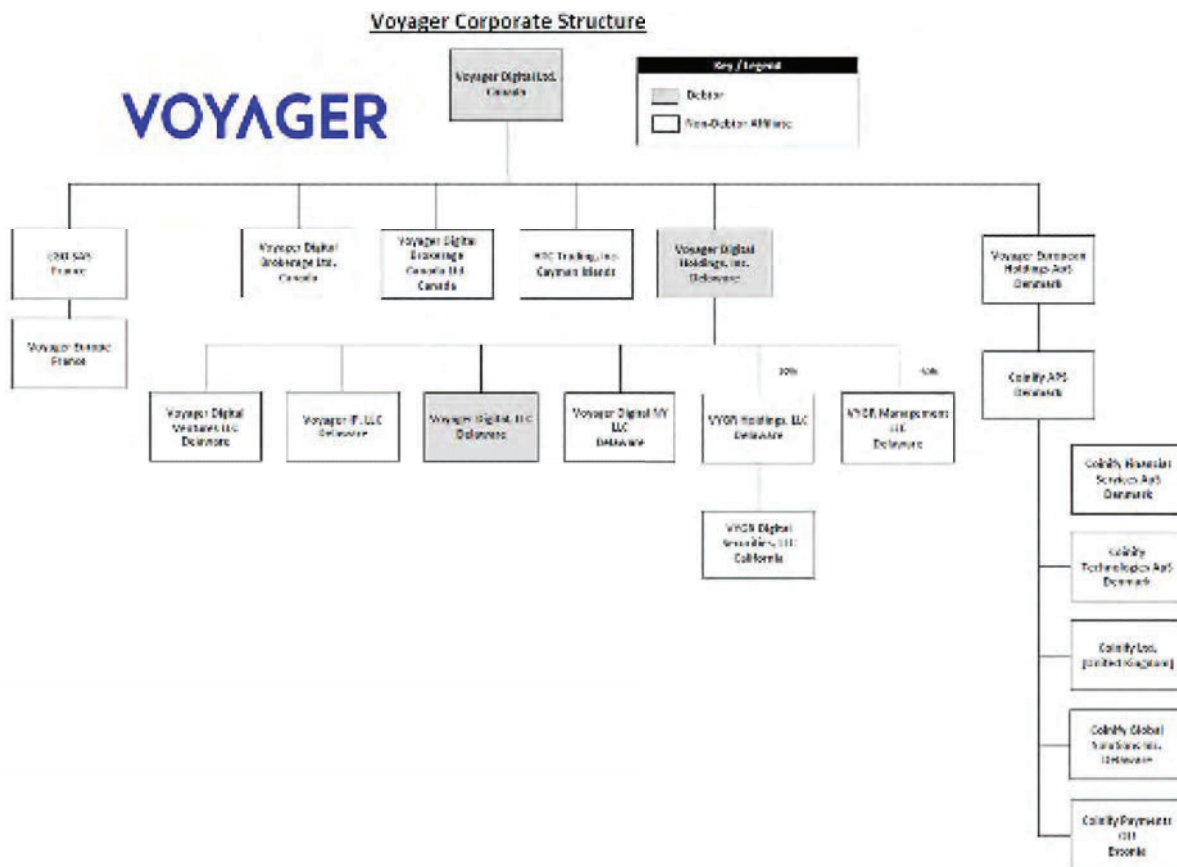 Voyager Corporate Structure
VOYAGER
Voyager Digital Ltd.
Canada
Key / Legend
Debtor
Non-Debtor Affiliate
SAS
France
Voyager Digital
Brokerage Ltd.
Canada
Voyager Digital
Brokerage
Canada Ltd
Canada
HTC Trading, Inc.
Cayman Islands
Voyager Digital
Holdings, Inc.
Delaware
Voyager European
Holdings ApS
Denmark
Voyager Europe
France
Coinify APS
Denmark
Voyager Digital
Ventures LLC
Delaware
Voyager IP, LLC
Delaware
Voyager Digital, LLC
Delaware
Voyager Digital NY
LLC
Delaware
VYGR Holdings, LLC
Delaware
VYGR Management
LLC
Delaware
VYGR Digital
Securities, LLC
California
Coinify Financial
Services ApS
Denmark
Coinify
Technologies ApS
Denmark
Coinify Ltd.
(United Kingdom)
Coinify Global
Solutions Inc.
Delaware
Coinify Payments
OU
Estonia